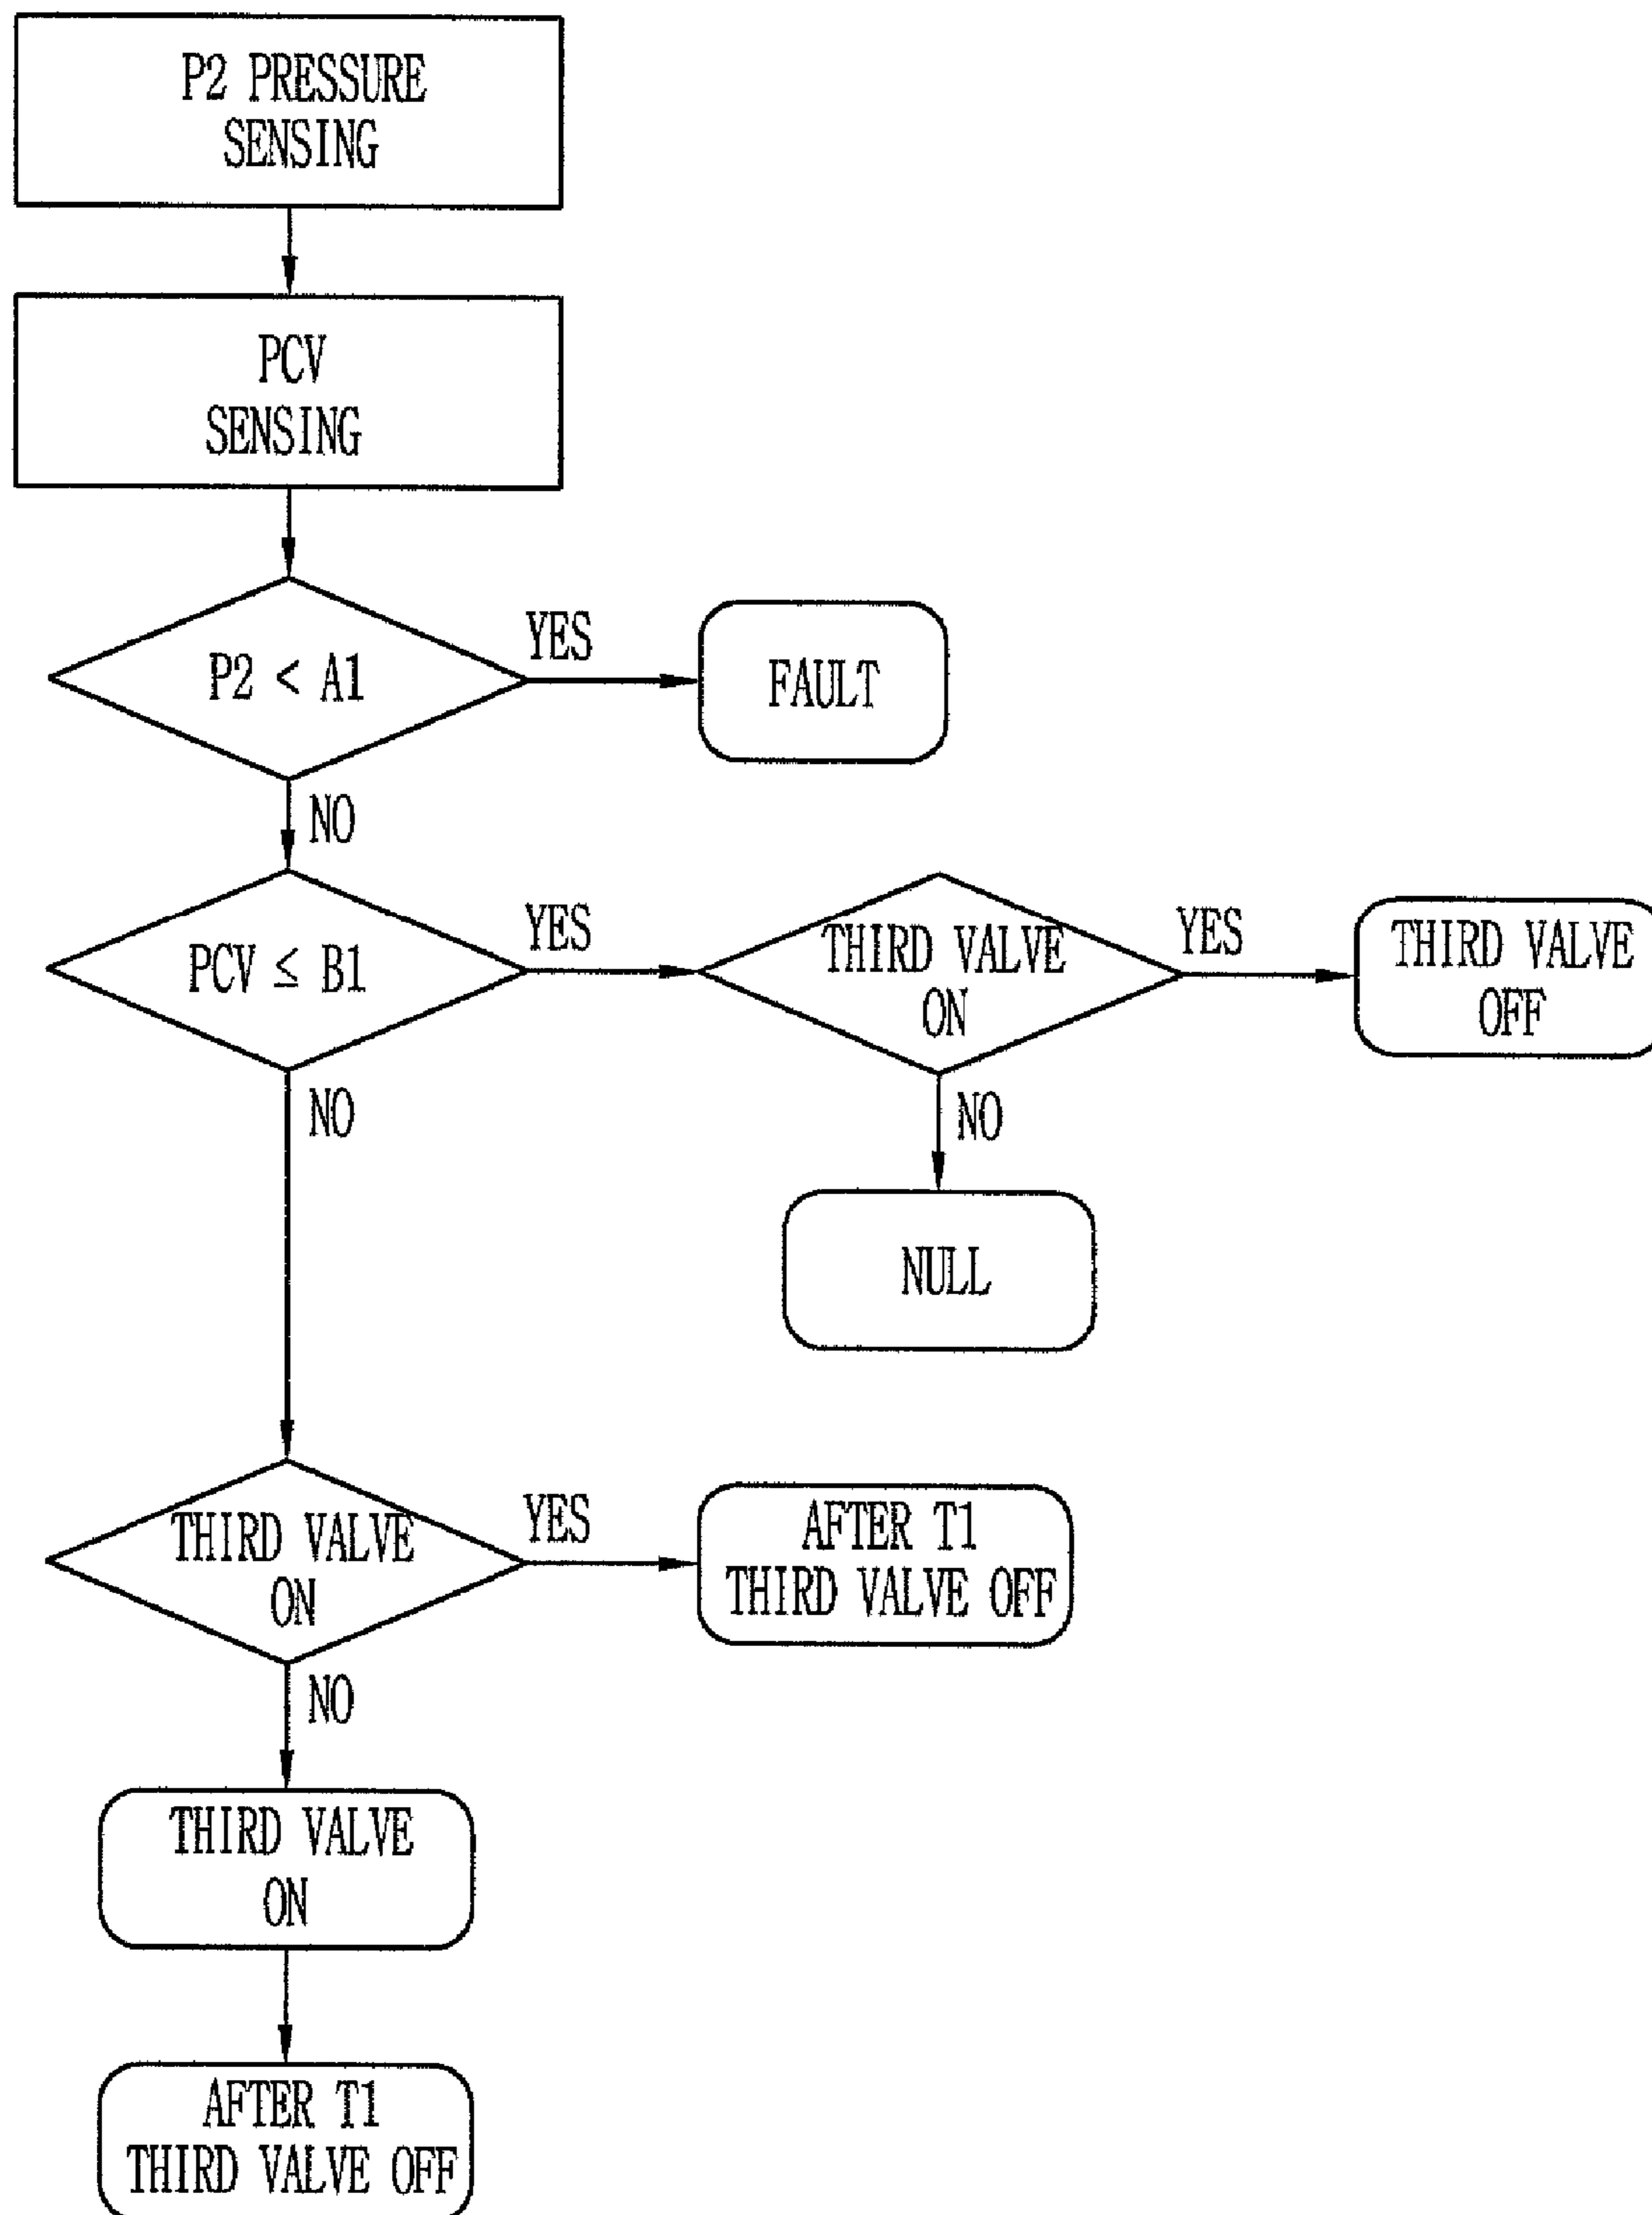 P2 PRESSURE
SENSING
PCV
SENSING
P2 < A1
YES
FAULT
NO
PCV ≤ B1
YES
THIRD VALVE
ON
YES
THIRD VALVE
OFF
NO
NO
NULL
THIRD VALVE
ON
YES
AFTER T1
THIRD VALVE OFF
NO
THIRD VALVE
ON
AFTER T1
THIRD VALVE OFF